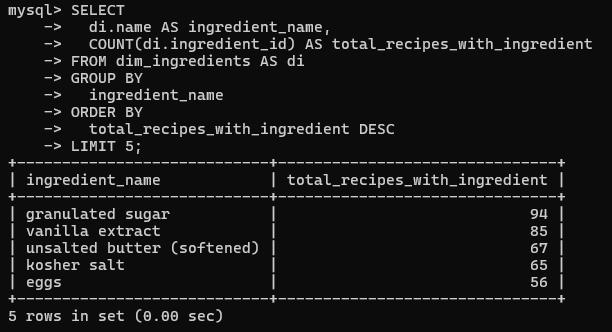 mysql> SELECT
    ->   di.name AS ingredient_name,
    ->   COUNT(di.ingredient_id) AS total_recipes_with_ingredient
    -> FROM dim_ingredients AS di
    -> GROUP BY
    ->   ingredient_name
    -> ORDER BY
    ->   total_recipes_with_ingredient DESC
    -> LIMIT 5;
+----------------------------+-------------------------------+
| ingredient_name            | total_recipes_with_ingredient |
+----------------------------+-------------------------------+
| granulated sugar           |                            94 |
| vanilla extract            |                            85 |
| unsalted butter (softened) |                            67 |
| kosher salt                |                            65 |
| eggs                       |                            56 |
+----------------------------+-------------------------------+
5 rows in set (0.00 sec)